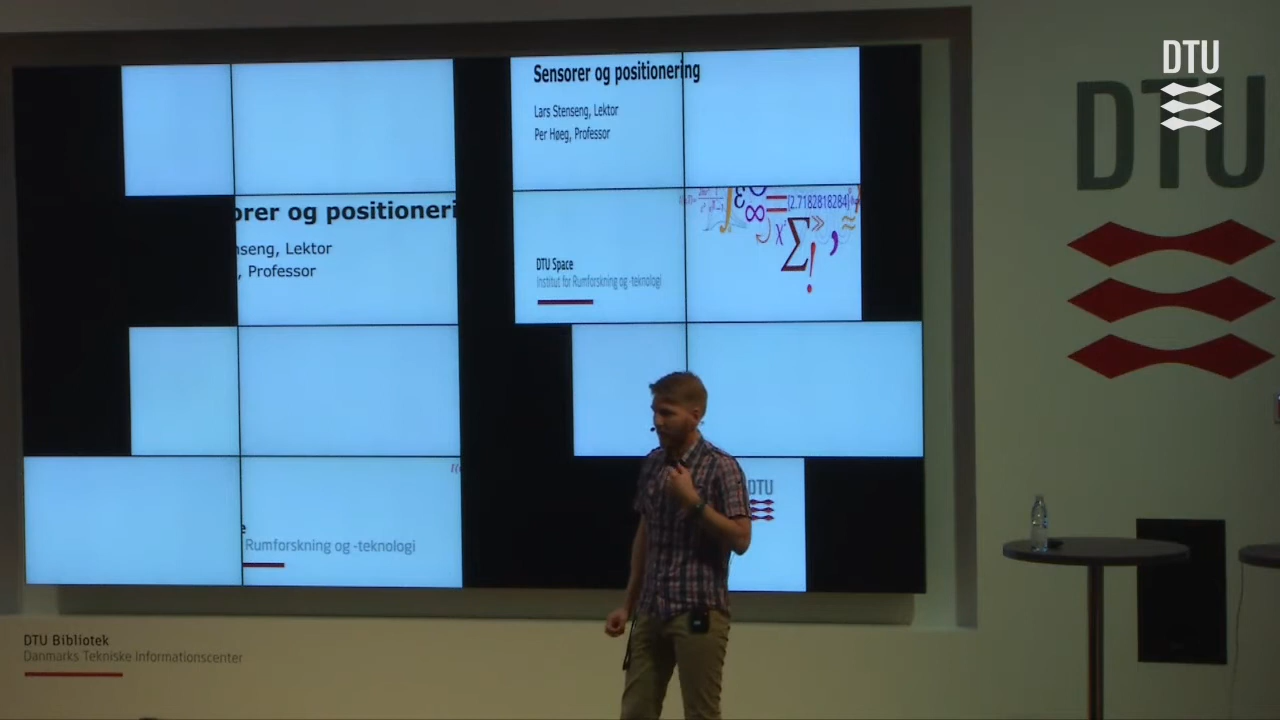 Sensorer og positionering
Lars Stenseng, Lektor
Per Høeg, Professor
orer og positioneri
nseng, Lektor
, Professor
(2.7182818284)
DTU Space
Institut for Rumforskning og -teknologi
Rumforskning og -teknologi
DTU
DTU
DTU
DTU Bibliotek
Danmarks Tekniske Informationscenter